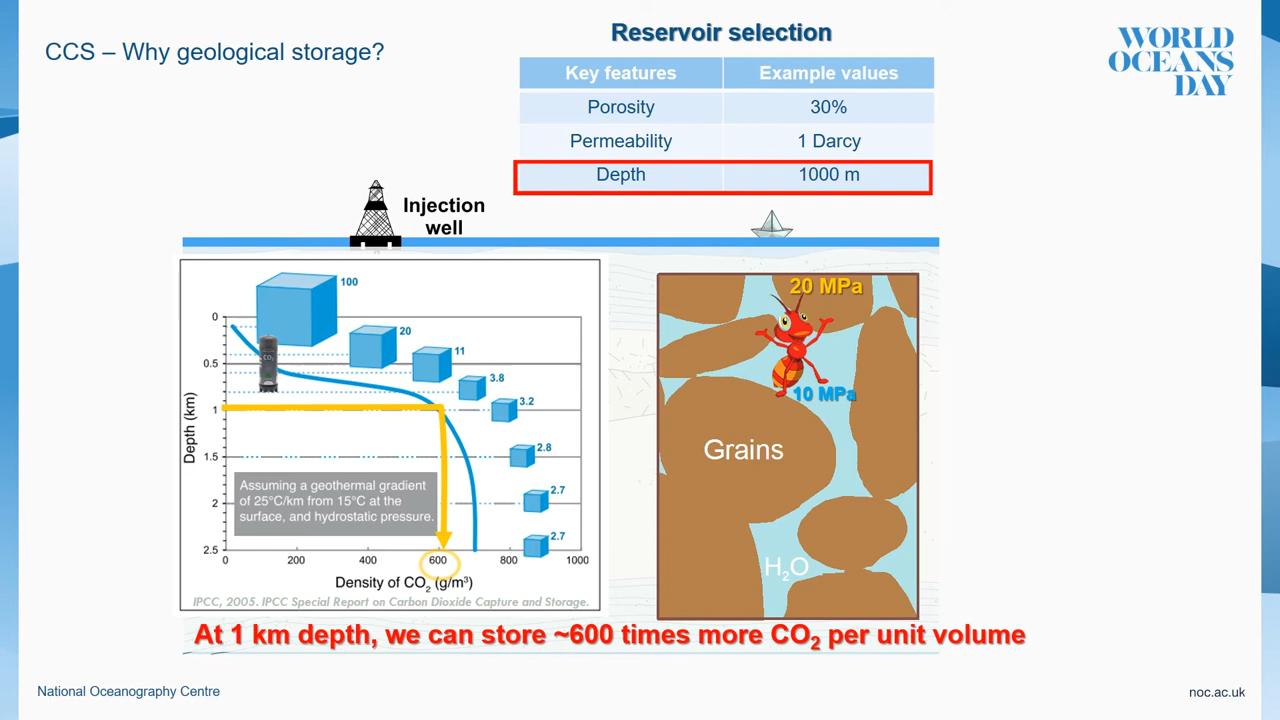 CCS – Why geological storage?
Reservoir selection
WORLD
OCEANS
DAY
Key features Example values
Porosity 30%
Permeability 1 Darcy
Depth 1000 m
Injection
well
100
20
11
3.8
3.2
2.8
2.7
2.7
CO₂
0
0.5
1
1.5
2
2.5
Depth (km)
Assuming a geothermal gradient
of 25°C/km from 15°C at the
surface, and hydrostatic pressure.
0 200 400 600 800 1000
Density of CO₂ (g/m³)
IPCC, 2005. IPCC Special Report on Carbon Dioxide Capture and Storage.
20 MPa
10 MPa
Grains
H₂O
At 1 km depth, we can store ~600 times more CO₂ per unit volume
National Oceanography Centre
noc.ac.uk